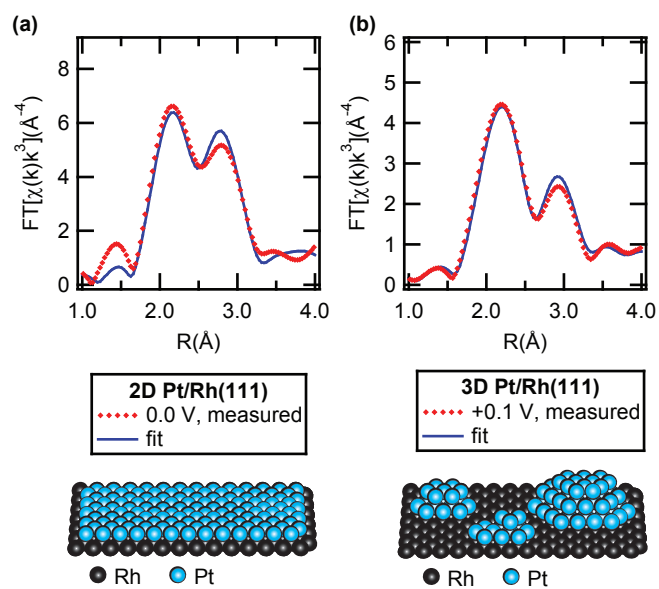 (a)
FT[χ(k)k³](Å⁻⁴)
8
6
4
2
0
1.0 2.0 3.0 4.0
R(Å)
2D Pt/Rh(111)
0.0 V, measured
fit
Rh Pt
(b)
FT[χ(k)k³](Å⁻⁴)
6
5
4
3
2
1
0
1.0 2.0 3.0 4.0
R(Å)
3D Pt/Rh(111)
+0.1 V, measured
fit
Rh Pt